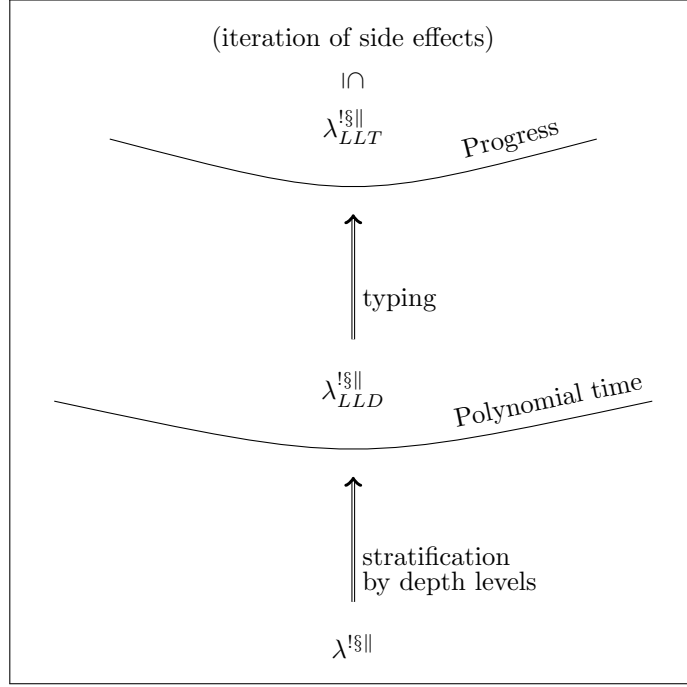 (iteration of side effects)
∩
λ^{!§∥}_{LLT}
Progress
typing
λ^{!§∥}_{LLD}
Polynomial time
stratification
by depth levels
λ^{!§∥}